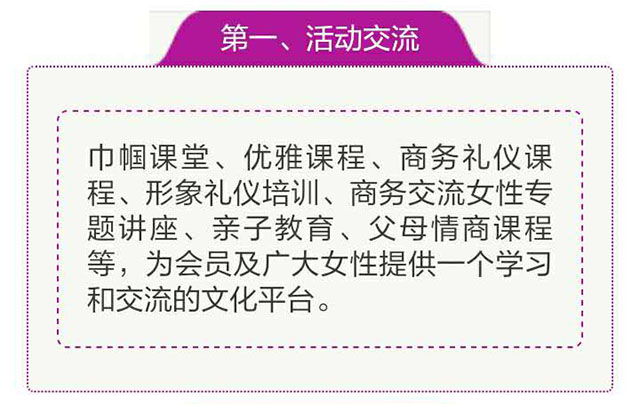 第一、活动交流
巾帼课堂、优雅课程、商务礼仪课
程、形象礼仪培训、商务交流女性专
题讲座、亲子教育、父母情商课程
等，为会员及广大女性提供一个学习
和交流的文化平台。